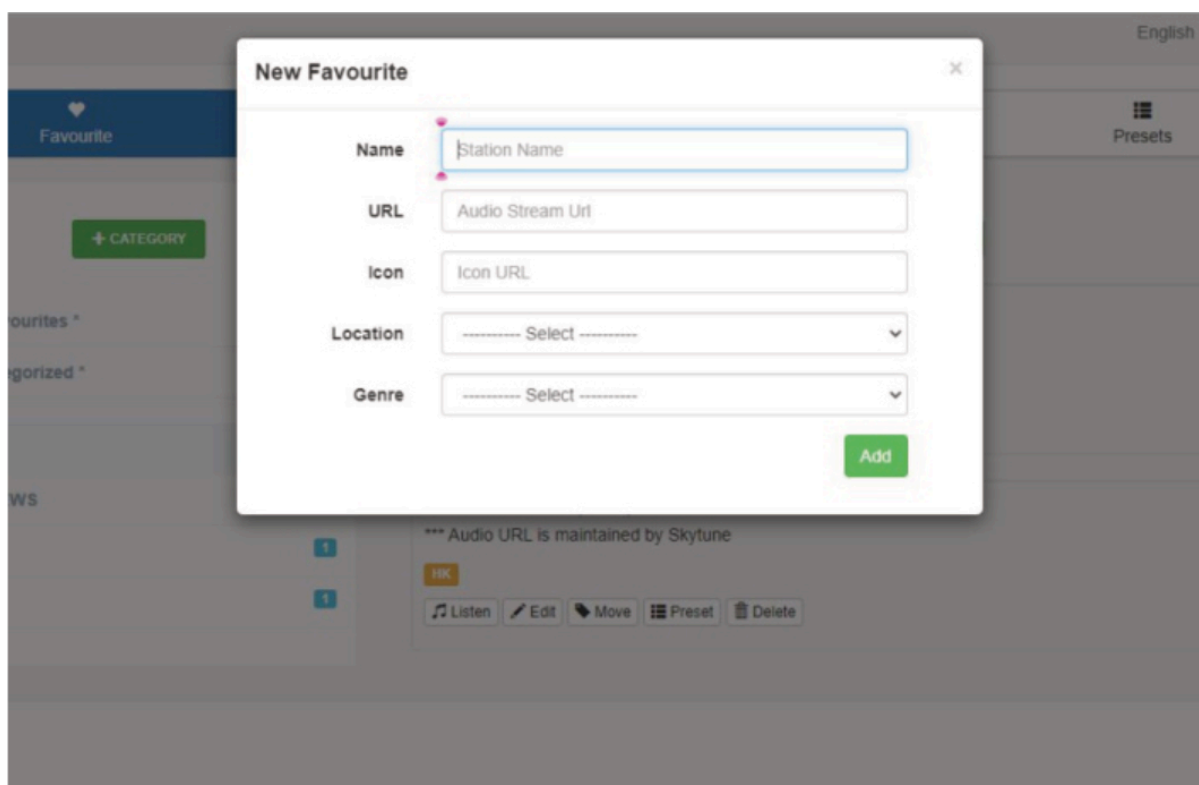 English
New Favourite
×
Favourite
Presets
Name
Station Name
URL
Audio Stream Url
+ CATEGORY
Icon
Icon URL
ourites *
Location
---------- Select ----------
egorized *
Genre
---------- Select ----------
Add
WS
*** Audio URL is maintained by Skytune
1
HK
1
Listen Edit Move Preset Delete